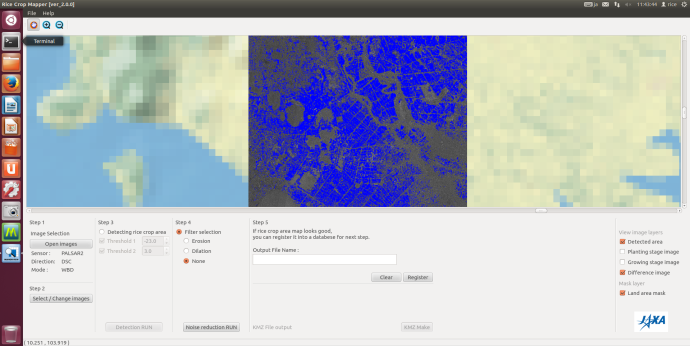 Rice Crop Mapper [ver_2.0.0]
ja
11:43:44
rice
File Help
Terminal
Step 1
Image Selection
Open images
Sensor : PALSAR2
Direction: DSC
Mode : WBD
Step 2
Select / Change images
Step 3
Detecting rice crop area
Threshold 1 -23.0
Threshold 2 3.0
Detection RUN
Step 4
Filter selection
Erosion
Dilation
None
Noise reduction RUN
Step 5
If rice crop area map looks good,
you can register it into a database for next step.
Output File Name :
Clear Register
KMZ File output KMZ Make
View image layers
Detected area
Planting stage image
Growing stage image
Difference image
Mask layer
Land area mask
JAXA
[ 10.251 , 103.919 ]